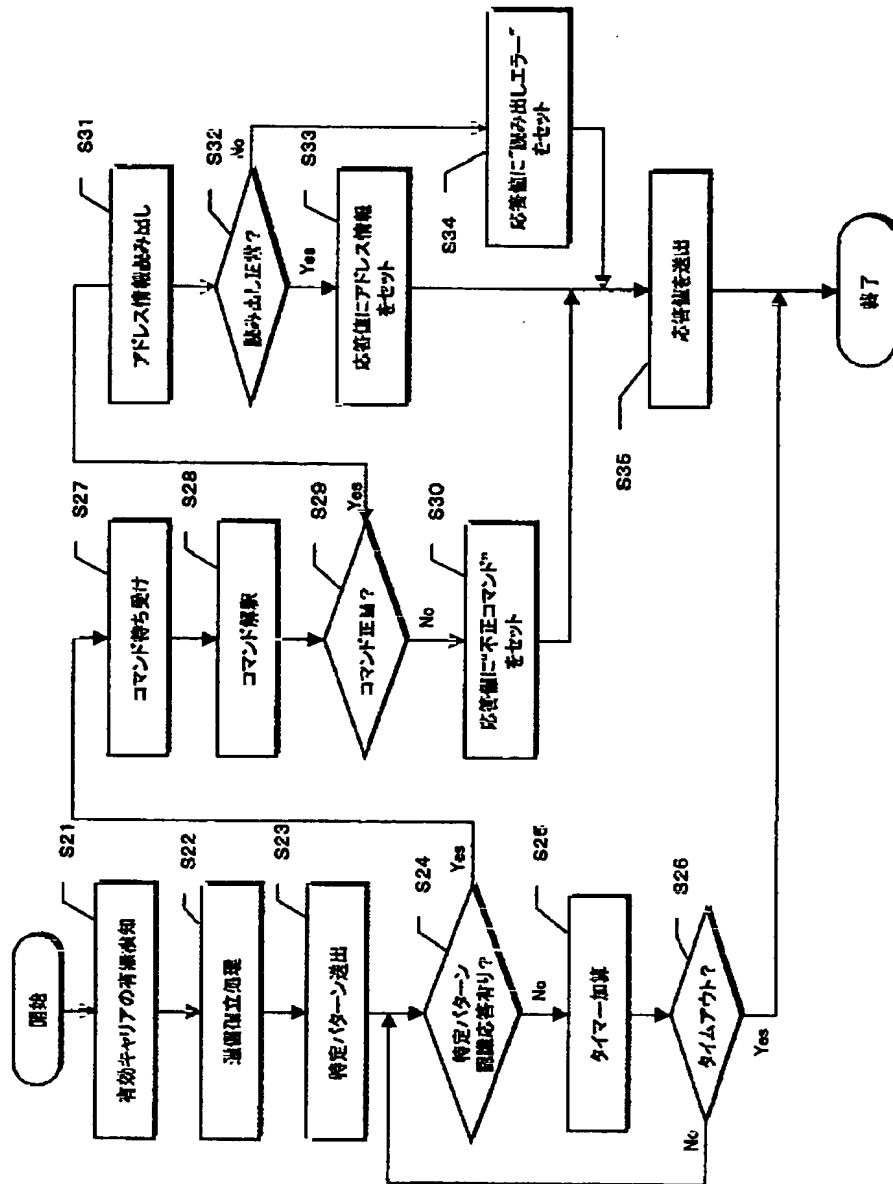 開始
S21
有効キャリアの有無検知
S22
通信確立処理
S23
特定パターン送出
S24
特定パターン
認識応答有り?
Yes
No
S25
タイマー加算
S26
タイムアウト?
No
Yes
S27
コマンド待ち受け
S28
コマンド解釈
S29
コマンド正当?
Yes
No
S30
応答値に“不正コマンド”
をセット
S31
アドレス情報読み出し
S32
読み出し正常?
No
Yes
S33
応答値にアドレス情報
をセット
S34
応答値に“読み出しエラー”
をセット
S35
応答値を送出
終了